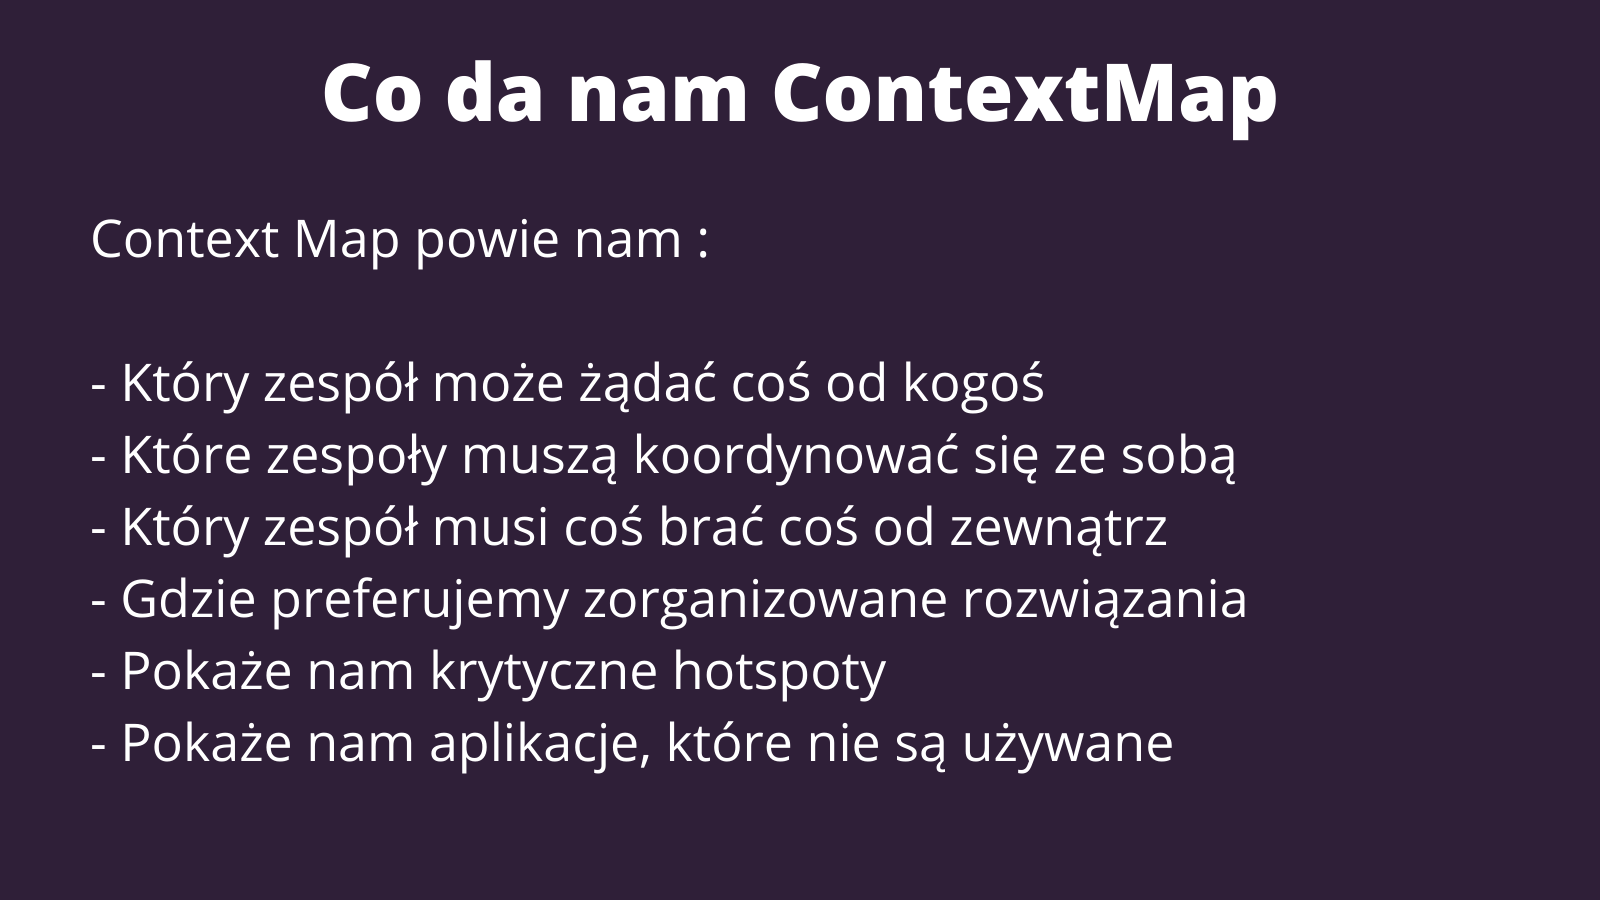 Co da nam ContextMap
Context Map powie nam :
- Który zespół może żądać coś od kogoś
- Które zespoły muszą koordynować się ze sobą
- Który zespół musi coś brać coś od zewnątrz
- Gdzie preferujemy zorganizowane rozwiązania
- Pokaże nam krytyczne hotspoty
- Pokaże nam aplikacje, które nie są używane